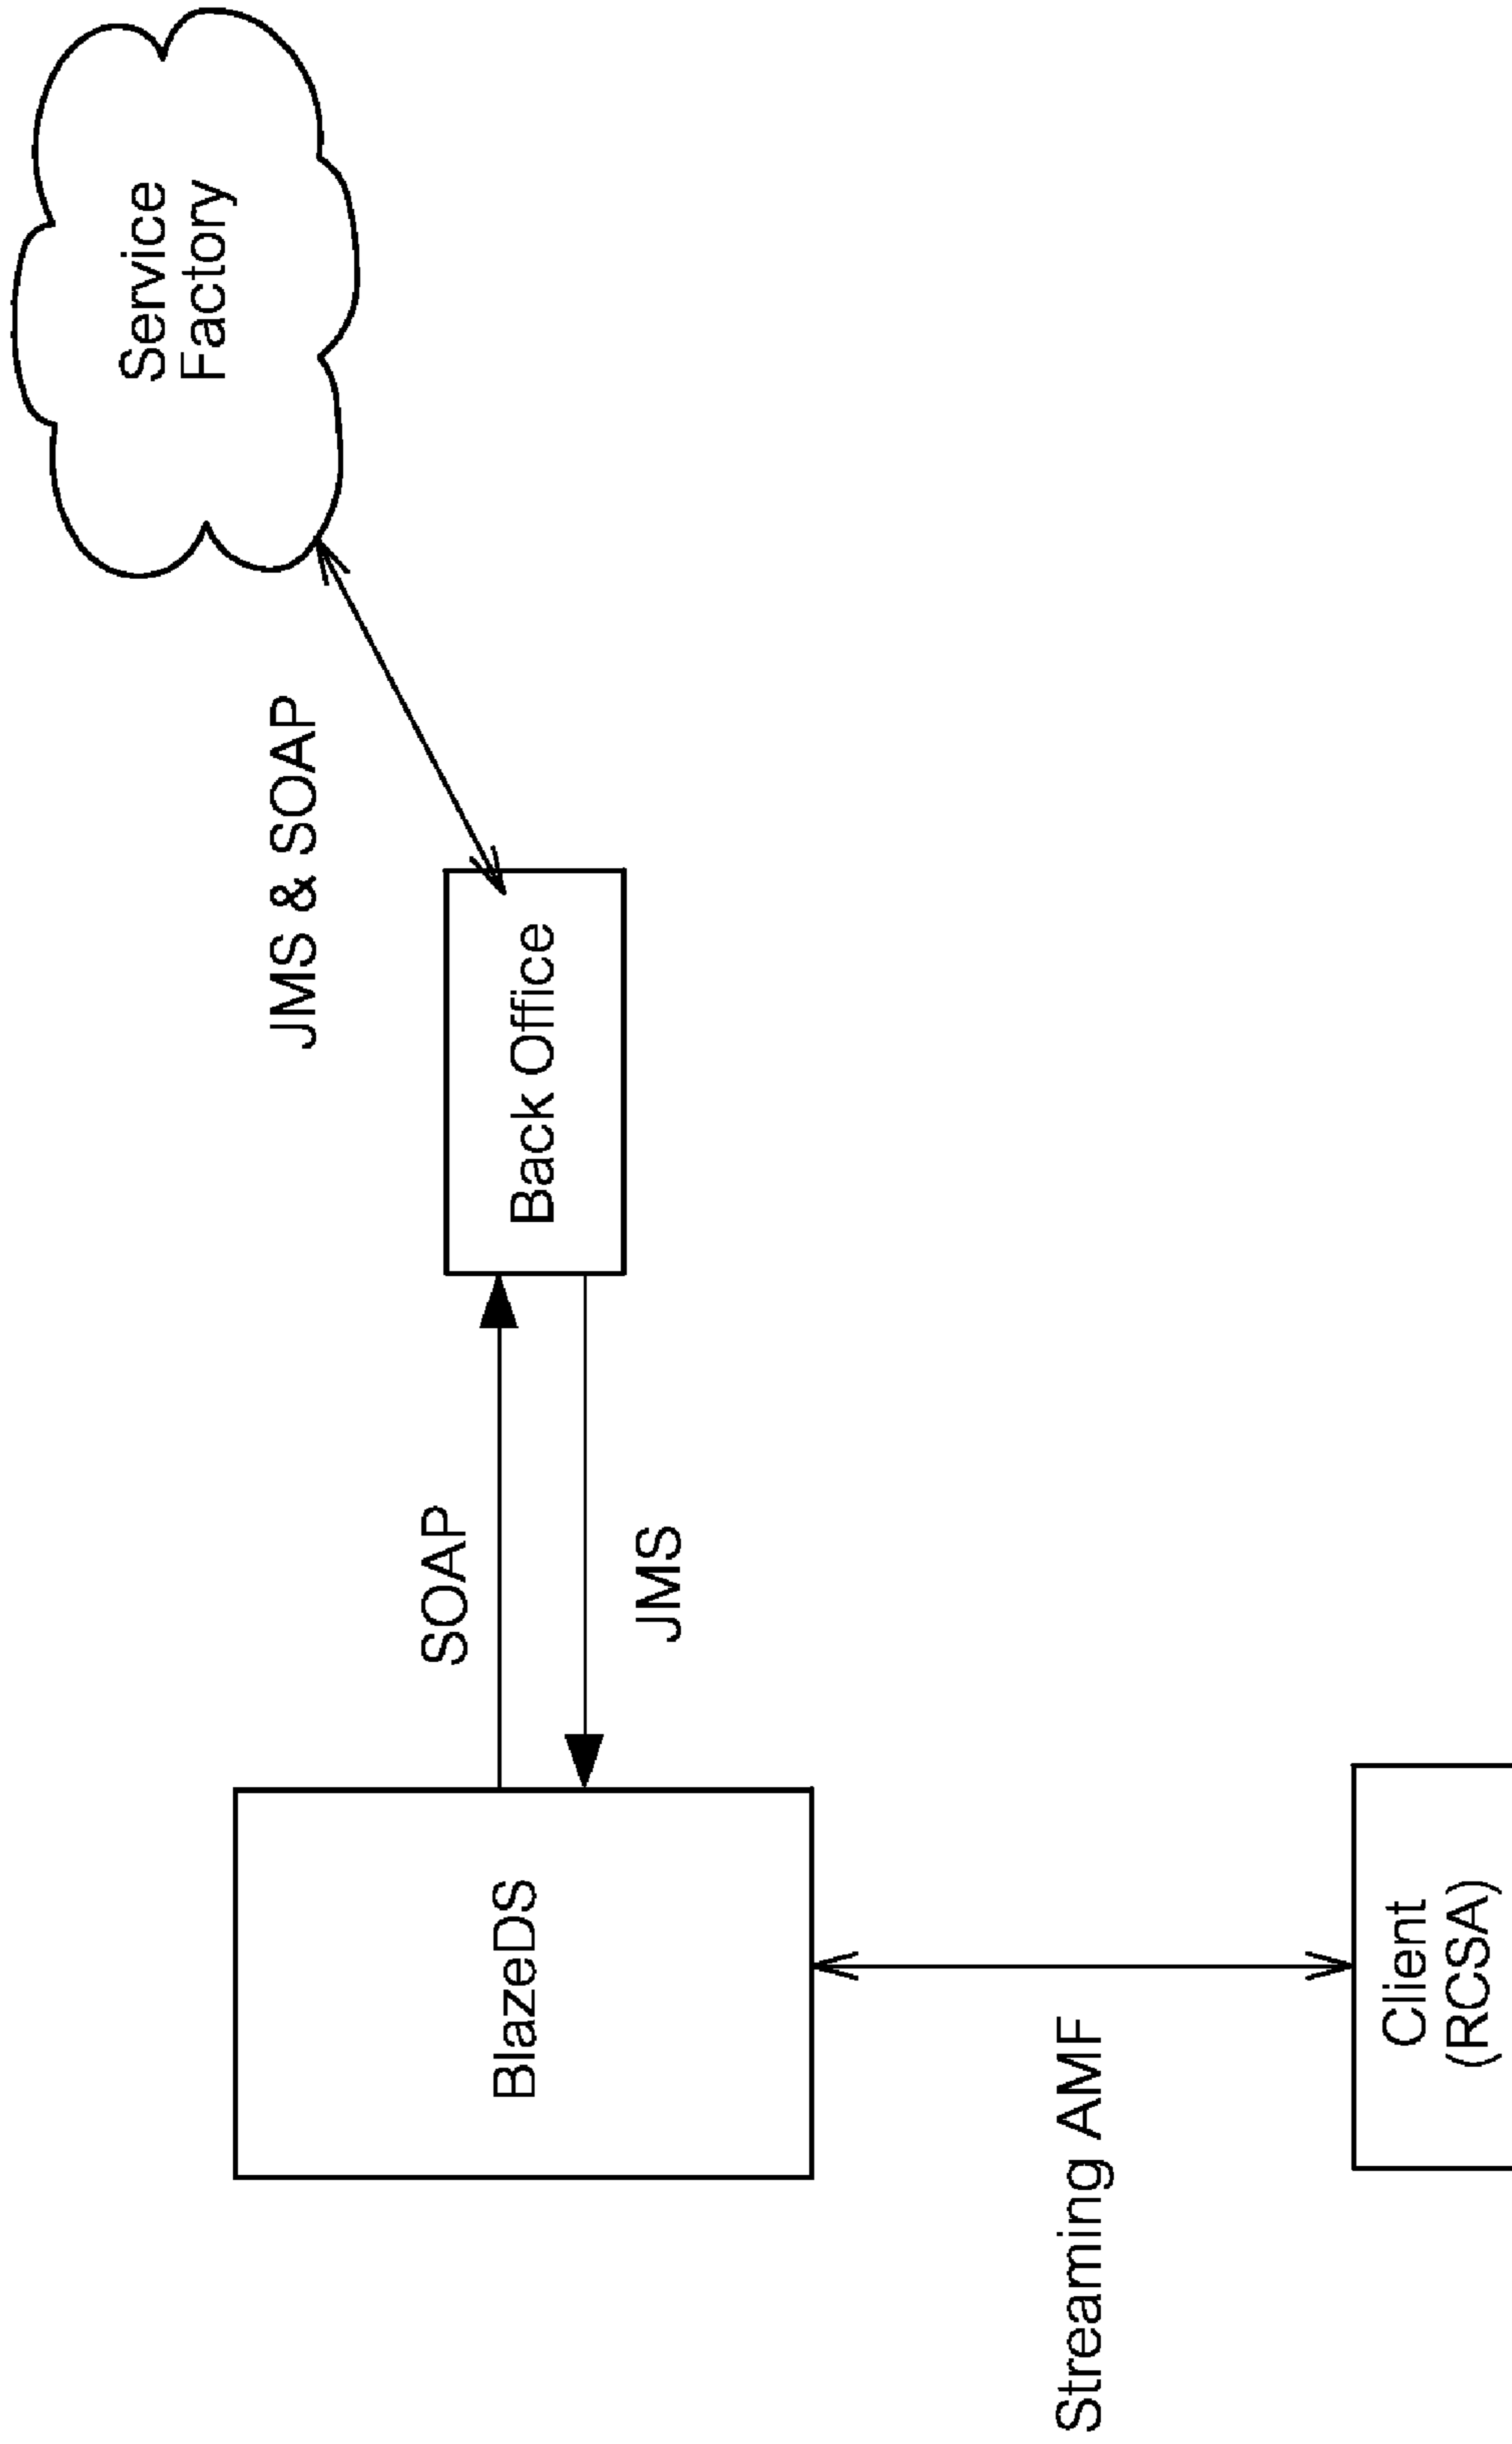 Service
Factory
JMS & SOAP
Back Office
SOAP
JMS
BlazeDS
Streaming AMF
Client
(RCSA)